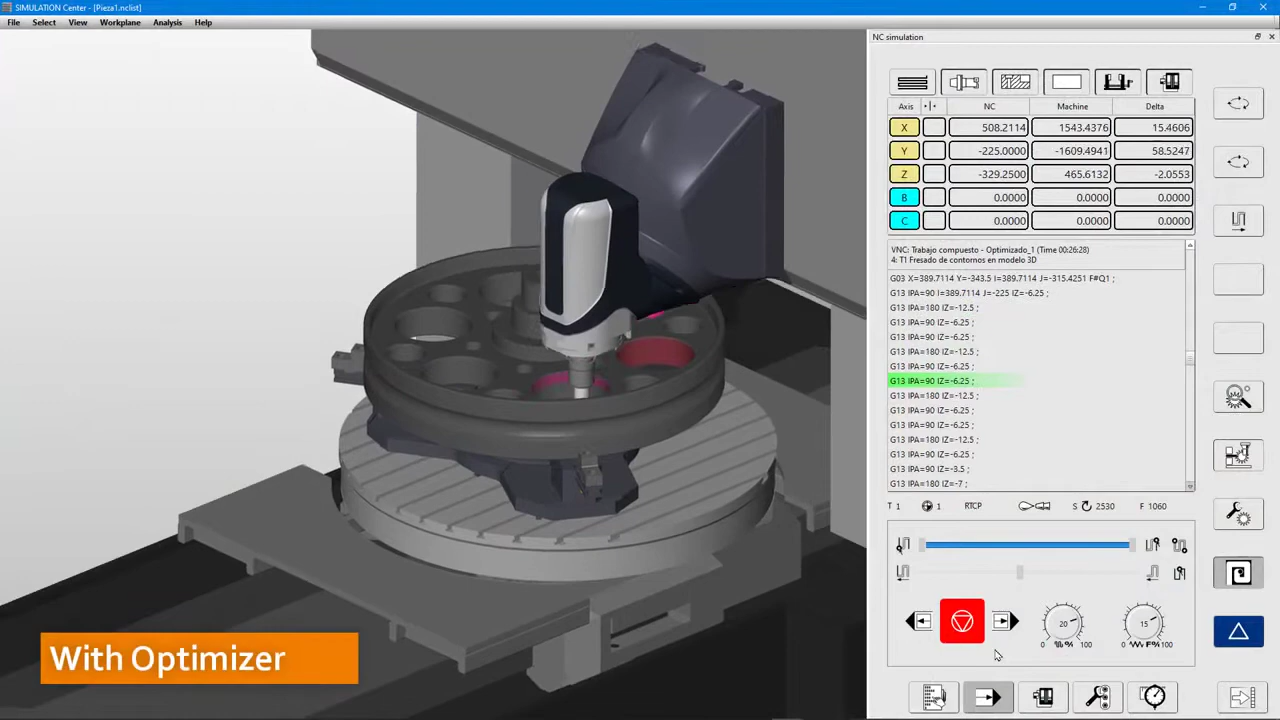 SIMULATION Center - [Pieza1.nclist]
File Select View Workplane Analysis Help
NC simulation
Axis NC Machine Delta
X 508.2114 1543.4376 15.4606
Y -225.0000 -1609.4941 58.5247
Z -329.2500 465.6132 -2.0553
B 0.0000 0.0000 0.0000
C 0.0000 0.0000 0.0000
VNC: Trabajo compuesto - Optimizado_1 (Time 00:26:28)
4: T1 Fresado de contornos en modelo 3D
G03 X=389.7114 Y=-343.5 I=389.7114 J=-315.4251 F#Q1 ;
G13 IPA=90 I=389.7114 J=-225 IZ=-6.25 ;
G13 IPA=180 IZ=-12.5 ;
G13 IPA=90 IZ=-6.25 ;
G13 IPA=90 IZ=-6.25 ;
G13 IPA=180 IZ=-12.5 ;
G13 IPA=90 IZ=-6.25 ;
G13 IPA=90 IZ=-6.25 ;
G13 IPA=180 IZ=-12.5 ;
G13 IPA=90 IZ=-6.25 ;
G13 IPA=90 IZ=-6.25 ;
G13 IPA=180 IZ=-12.5 ;
G13 IPA=90 IZ=-6.25 ;
G13 IPA=90 IZ=-3.5 ;
G13 IPA=180 IZ=-7 ;
T 1 1 RTCP S 2530 F 1060
20 15
0 % 100 0 F% 100
With Optimizer